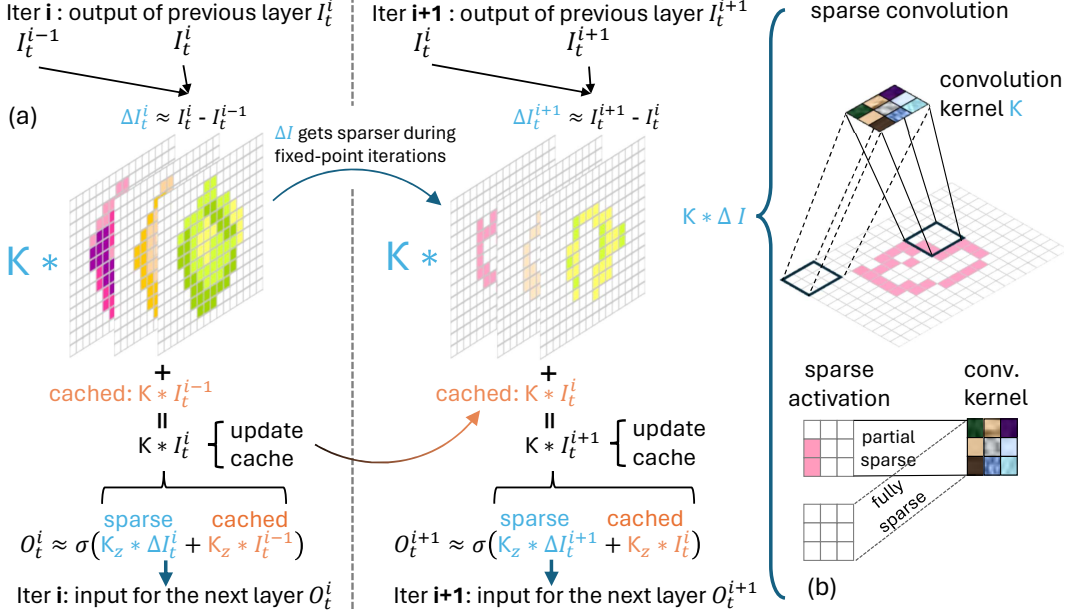 Iter i : output of previous layer I_t^i
I_t^{i-1}
I_t^i
(a)
ΔI_t^i ≈ I_t^i - I_t^{i-1}
K ∗
+
cached: K ∗ I_t^{i-1}
=
K ∗ I_t^i
update
cache
sparse
cached
O_t^i ≈ σ(K_z ∗ ΔI_t^i + K_z ∗ I_t^{i-1})
Iter i: input for the next layer O_t^i
ΔI gets sparser during
fixed-point iterations
Iter i+1 : output of previous layer I_t^{i+1}
I_t^i
I_t^{i+1}
ΔI_t^{i+1} ≈ I_t^{i+1} - I_t^i
K ∗
+
cached: K ∗ I_t^i
=
K ∗ I_t^{i+1}
update
cache
sparse
cached
O_t^{i+1} ≈ σ(K_z ∗ ΔI_t^{i+1} + K_z ∗ I_t^i)
Iter i+1: input for the next layer O_t^{i+1}
K ∗ Δ I
sparse convolution
convolution
kernel K
sparse
activation
conv.
kernel
partial
sparse
fully
sparse
(b)